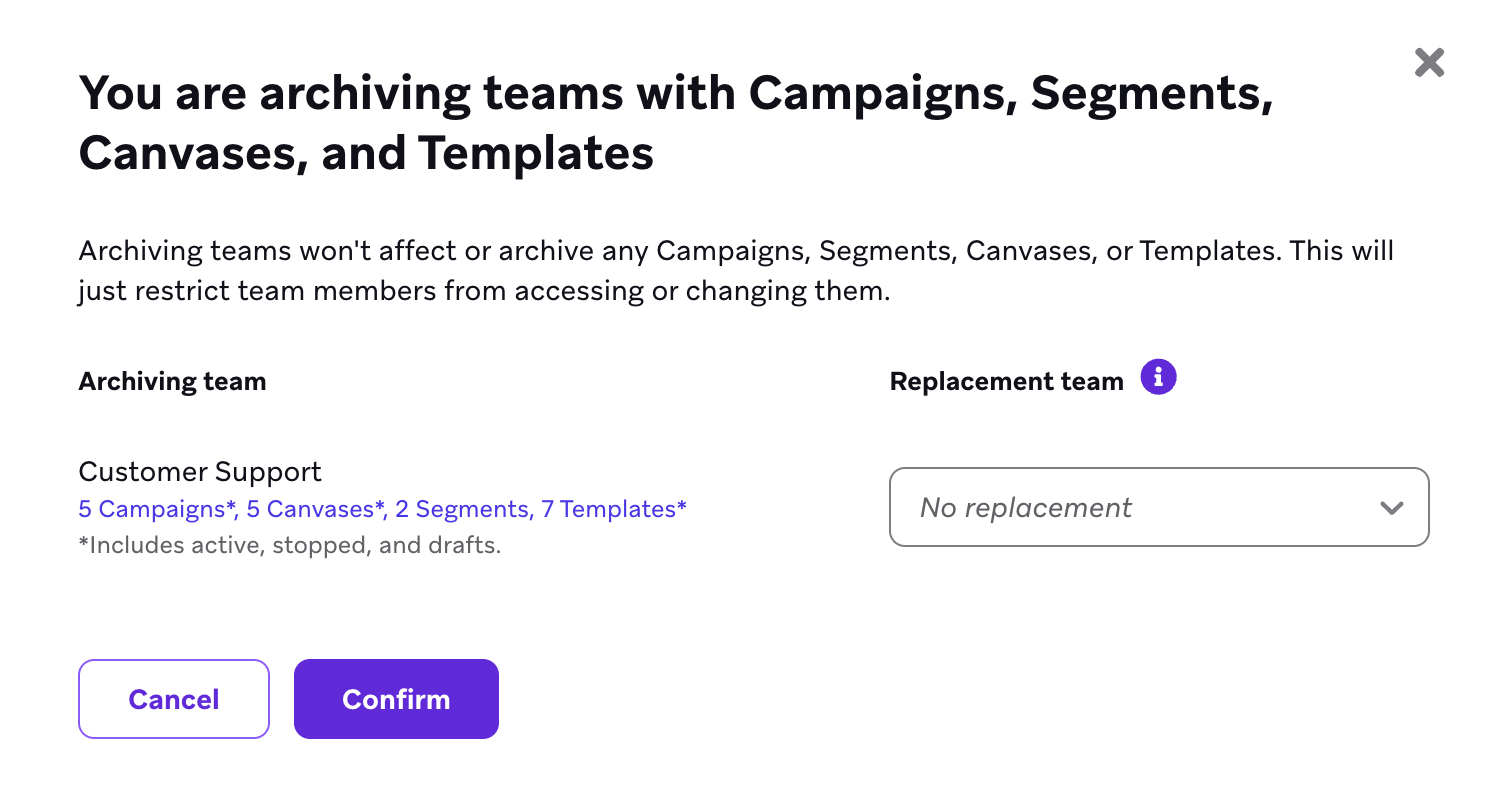 You are archiving teams with Campaigns, Segments,
Canvases, and Templates
Archiving teams won't affect or archive any Campaigns, Segments, Canvases, or Templates. This will
just restrict team members from accessing or changing them.
Archiving team
Replacement team
Customer Support
5 Campaigns*, 5 Canvases*, 2 Segments, 7 Templates*
*Includes active, stopped, and drafts.
No replacement
Cancel
Confirm